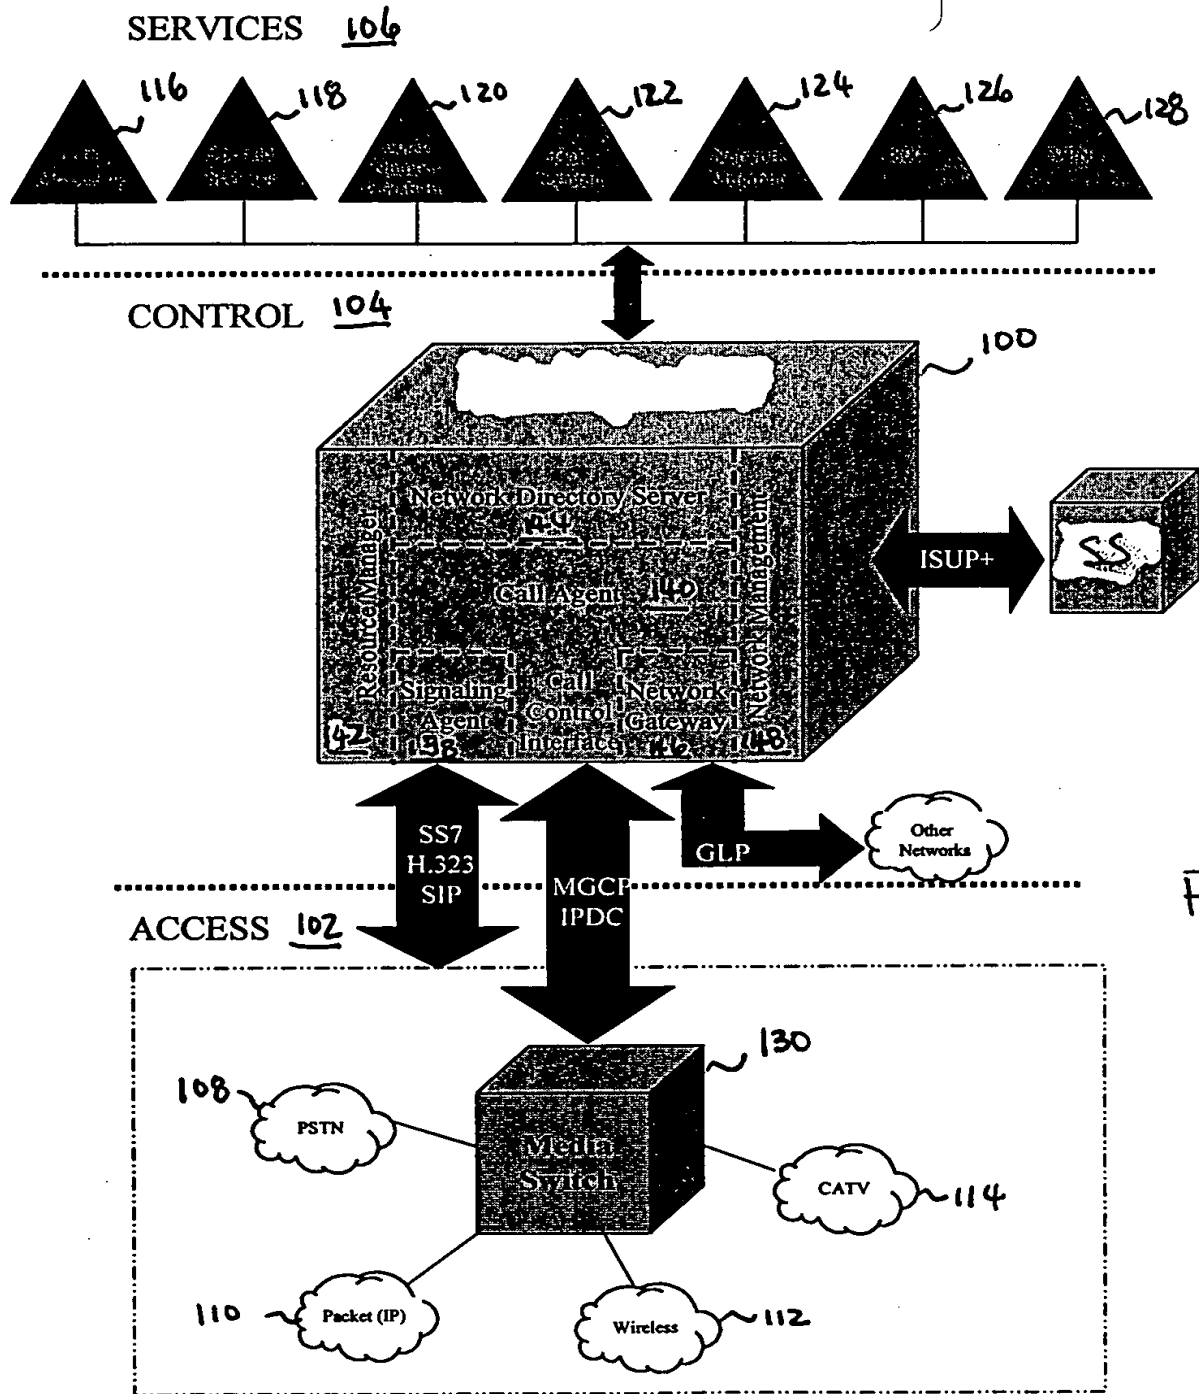 SERVICES 106
116
118
120
122
124
126
128
CONTROL 104
100
Resource Manager
142
Network Directory Server
144
Call Agent 140
Signaling
Agent
138
Call
Control
Interface
Network
Gateway
146
Network Management
148
ISUP+
SS
SS7
H.323
SIP
MGCP
IPDC
GLP
Other
Networks
ACCESS 102
130
Media
Switch
108
PSTN
CATV
114
110
Packet (IP)
Wireless
112